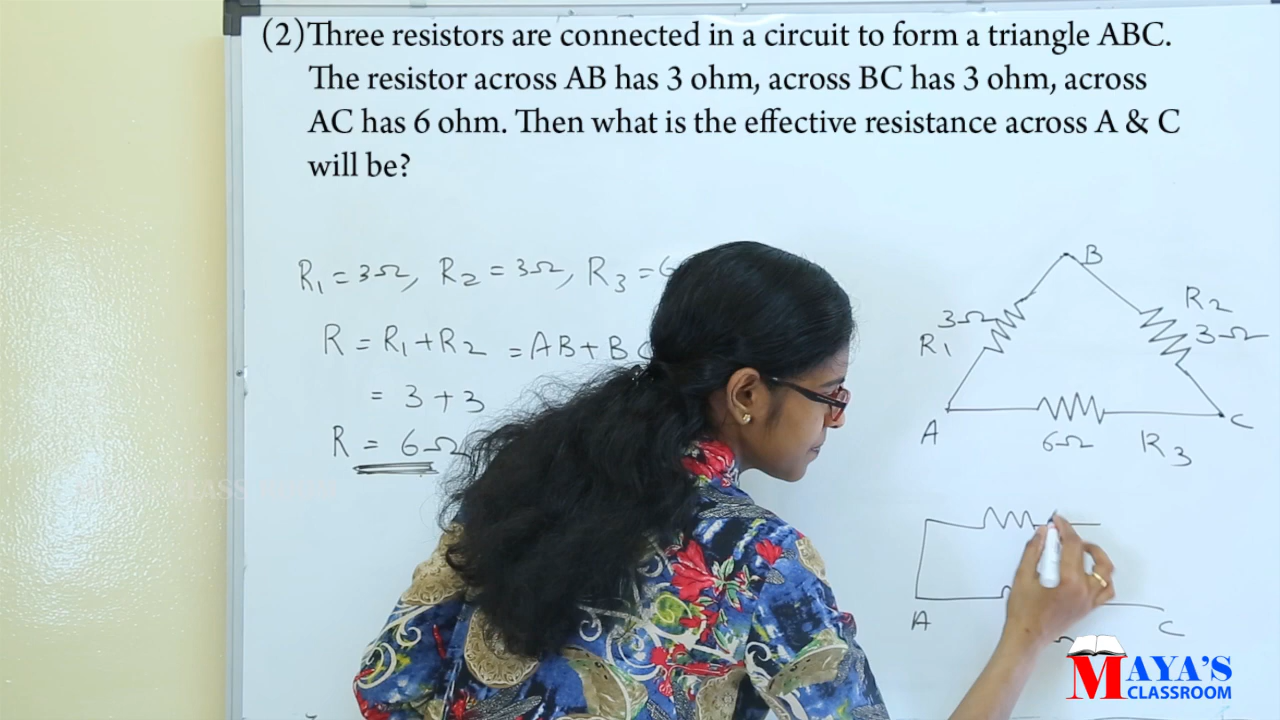 (2) Three resistors are connected in a circuit to form a triangle ABC.
The resistor across AB has 3 ohm, across BC has 3 ohm, across
AC has 6 ohm. Then what is the effective resistance across A & C
will be?
R1 = 3Ω, R2 = 3Ω, R3 = 6
R = R1 + R2 = AB + BC
= 3 + 3
R = 6Ω
B
R2
3Ω
3Ω
R1
A
C
6Ω
R3
A
C
MAYA'S
CLASSROOM